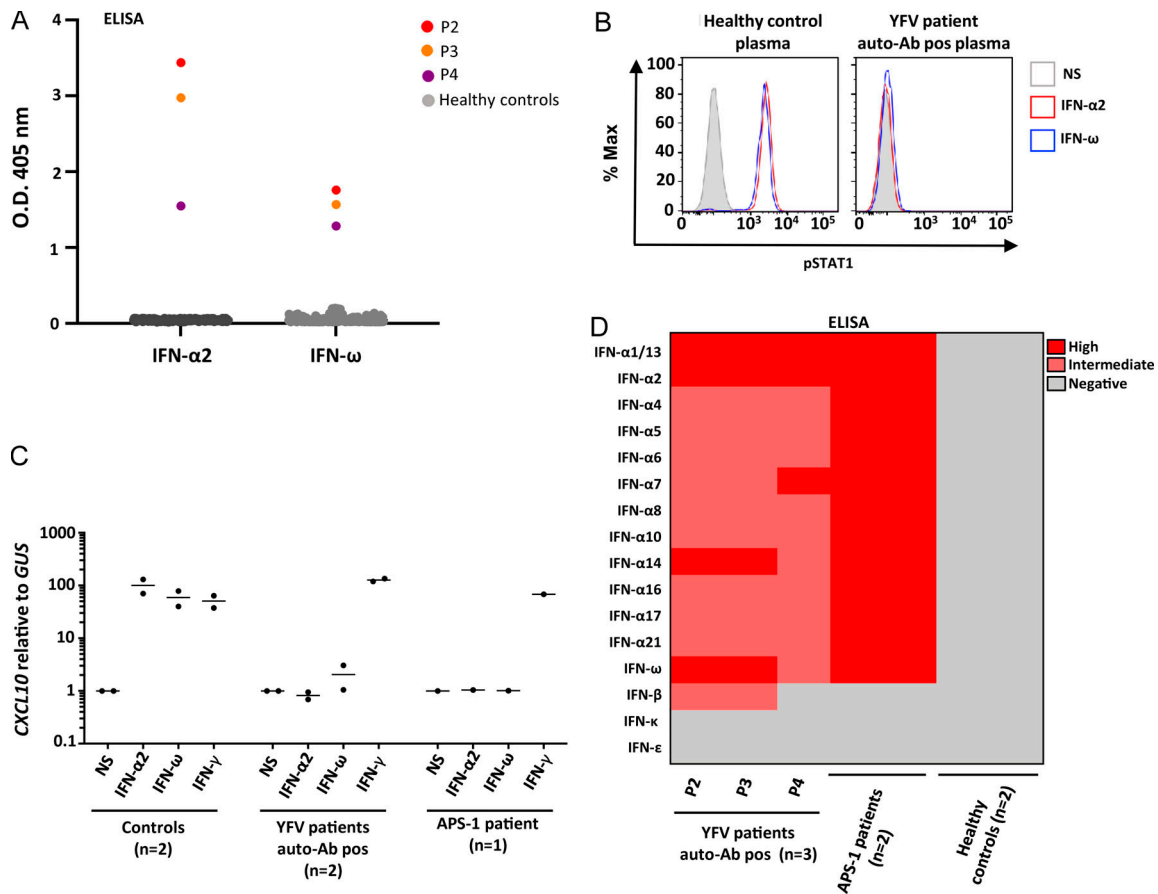 A
ELISA
P2
P3
P4
Healthy controls
O.D. 405 nm
4
3
2
1
0
IFN-α2
IFN-ω
B
Healthy control
plasma
YFV patient
auto-Ab pos plasma
NS
IFN-α2
IFN-ω
% Max
100
80
60
40
20
0
0 10³ 10⁴ 10⁵
0 10³ 10⁴ 10⁵
pSTAT1
C
CXCL10 relative to GUS
1000
100
10
1
0.1
NS IFN-α2 IFN-ω IFN-γ
NS IFN-α2 IFN-ω IFN-γ
NS IFN-α2 IFN-ω IFN-γ
Controls
(n=2)
YFV patients
auto-Ab pos
(n=2)
APS-1 patient
(n=1)
D
ELISA
High
Intermediate
Negative
IFN-α1/13
IFN-α2
IFN-α4
IFN-α5
IFN-α6
IFN-α7
IFN-α8
IFN-α10
IFN-α14
IFN-α16
IFN-α17
IFN-α21
IFN-ω
IFN-β
IFN-κ
IFN-ε
P2 P3 P4
YFV patients
auto-Ab pos (n=3)
APS-1 patients
(n=2)
Healthy
controls (n=2)